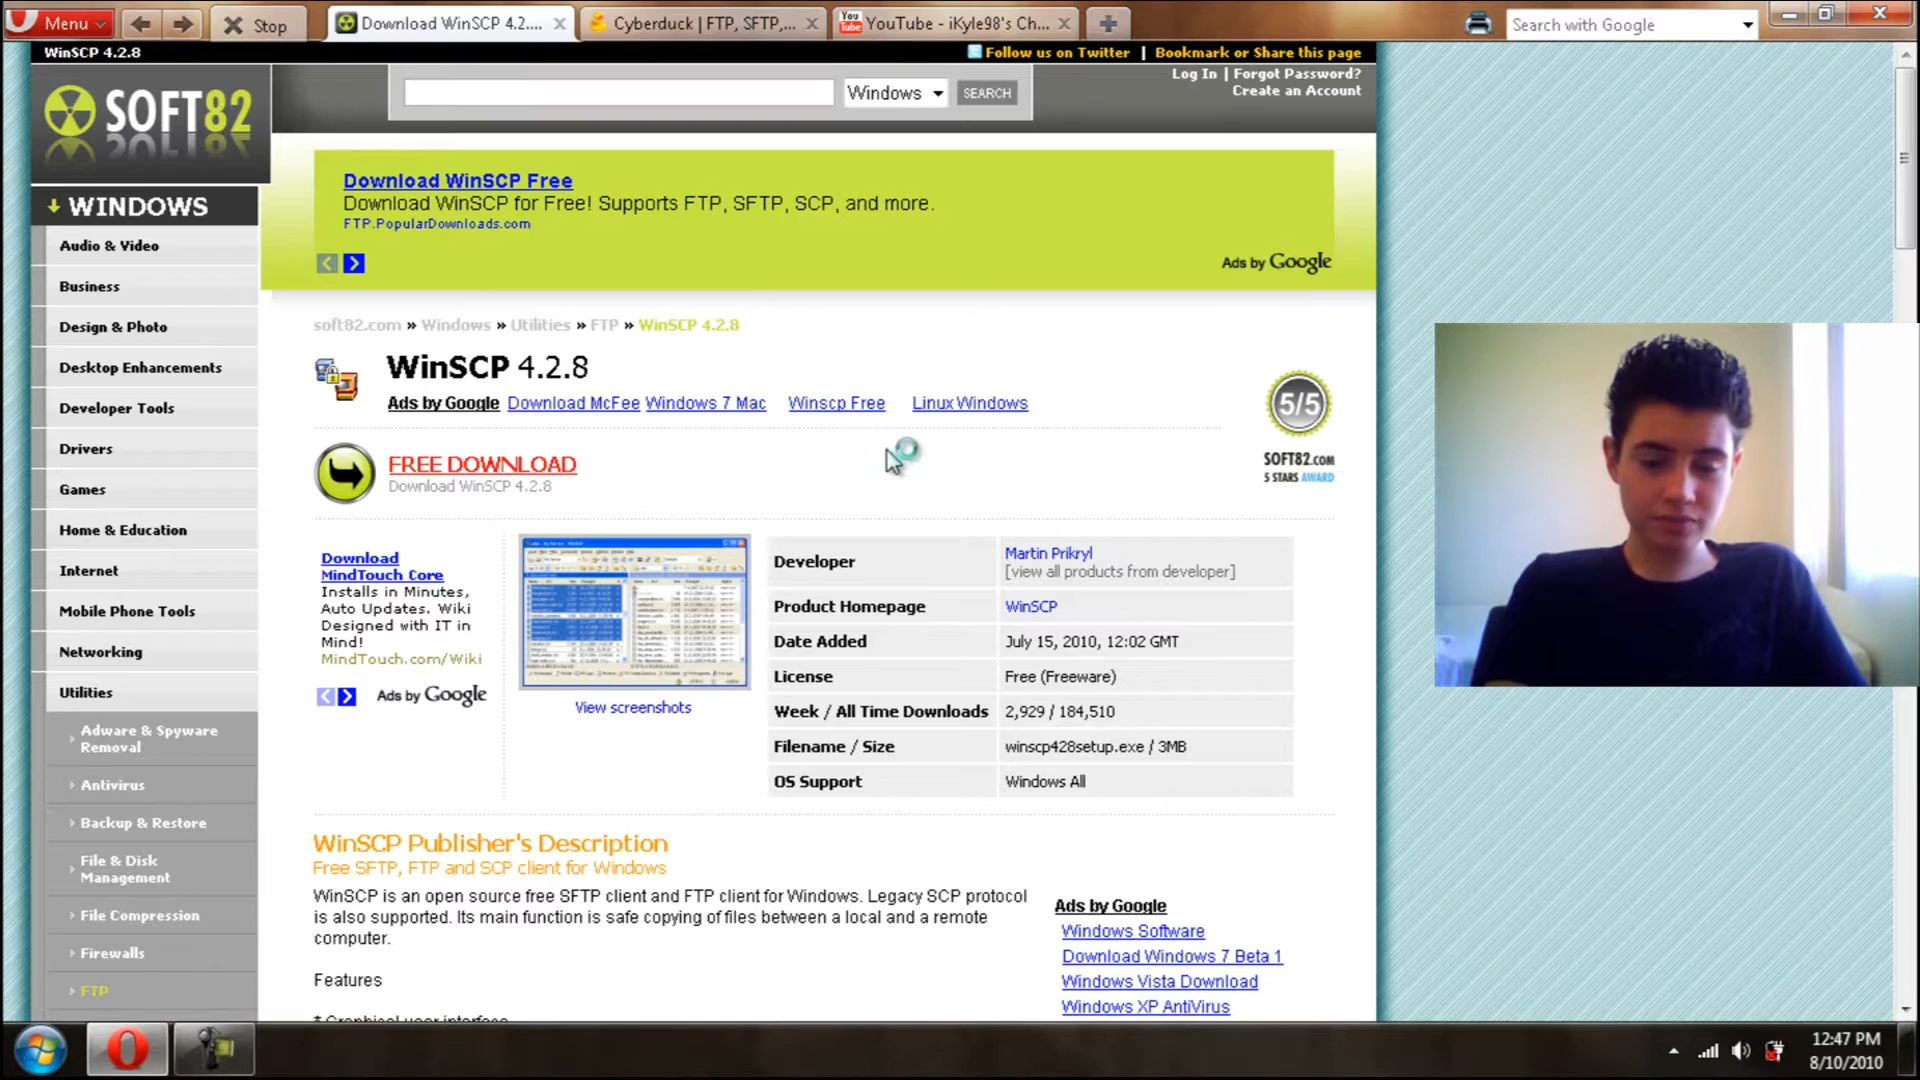 Menu
Stop
Download WinSCP 4.2....
Cyberduck | FTP, SFTP,...
YouTube - iKyle98's Ch...
Search with Google
WinSCP 4.2.8
Follow us on Twitter | Bookmark or Share this page
Log In | Forgot Password?
Create an Account
SOFT82
Windows
SEARCH
Download WinSCP Free
Download WinSCP for Free! Supports FTP, SFTP, SCP, and more.
FTP.PopularDownloads.com
Ads by Google
WINDOWS
Audio & Video
Business
Design & Photo
Desktop Enhancements
Developer Tools
Drivers
Games
Home & Education
Internet
Mobile Phone Tools
Networking
Utilities
Adware & Spyware
Removal
Antivirus
Backup & Restore
File & Disk
Management
File Compression
Firewalls
FTP
soft82.com » Windows » Utilities » FTP » WinSCP 4.2.8
WinSCP 4.2.8
Ads by Google Download McFee Windows 7 Mac Winscp Free Linux Windows
5/5
SOFT82.COM
5 STARS AWARD
FREE DOWNLOAD
Download WinSCP 4.2.8
Download
MindTouch Core
Installs in Minutes,
Auto Updates. Wiki
Designed with IT in
Mind!
MindTouch.com/Wiki
Ads by Google
View screenshots
Developer Martin Prikryl
[view all products from developer]
Product Homepage WinSCP
Date Added July 15, 2010, 12:02 GMT
License Free (Freeware)
Week / All Time Downloads 2,929 / 184,510
Filename / Size winscp428setup.exe / 3MB
OS Support Windows All
WinSCP Publisher's Description
Free SFTP, FTP and SCP client for Windows
WinSCP is an open source free SFTP client and FTP client for Windows. Legacy SCP protocol
is also supported. Its main function is safe copying of files between a local and a remote
computer.
Features
* Graphical user interface
Ads by Google
Windows Software
Download Windows 7 Beta 1
Windows Vista Download
Windows XP AntiVirus
12:47 PM
8/10/2010